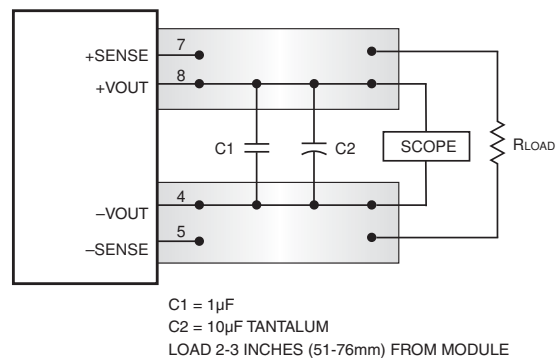 +SENSE 7
+VOUT 8
C1 C2 SCOPE RLOAD
–VOUT 4
–SENSE 5
C1 = 1µF
C2 = 10µF TANTALUM
LOAD 2-3 INCHES (51-76mm) FROM MODULE